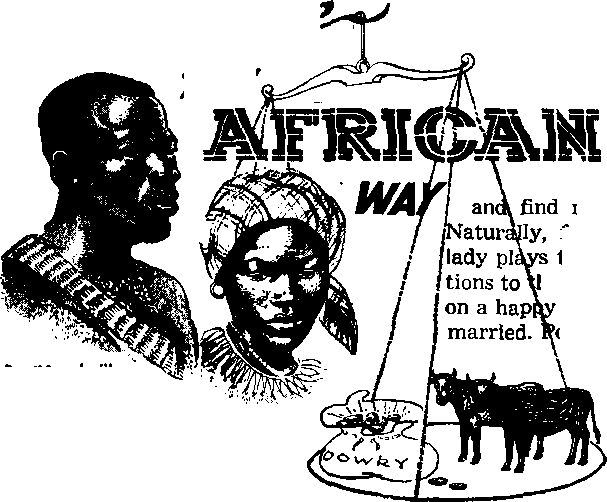 AFRICAN
WAY
and find
Naturally,
lady plays
tions to
on a happy
married.
DOWRY